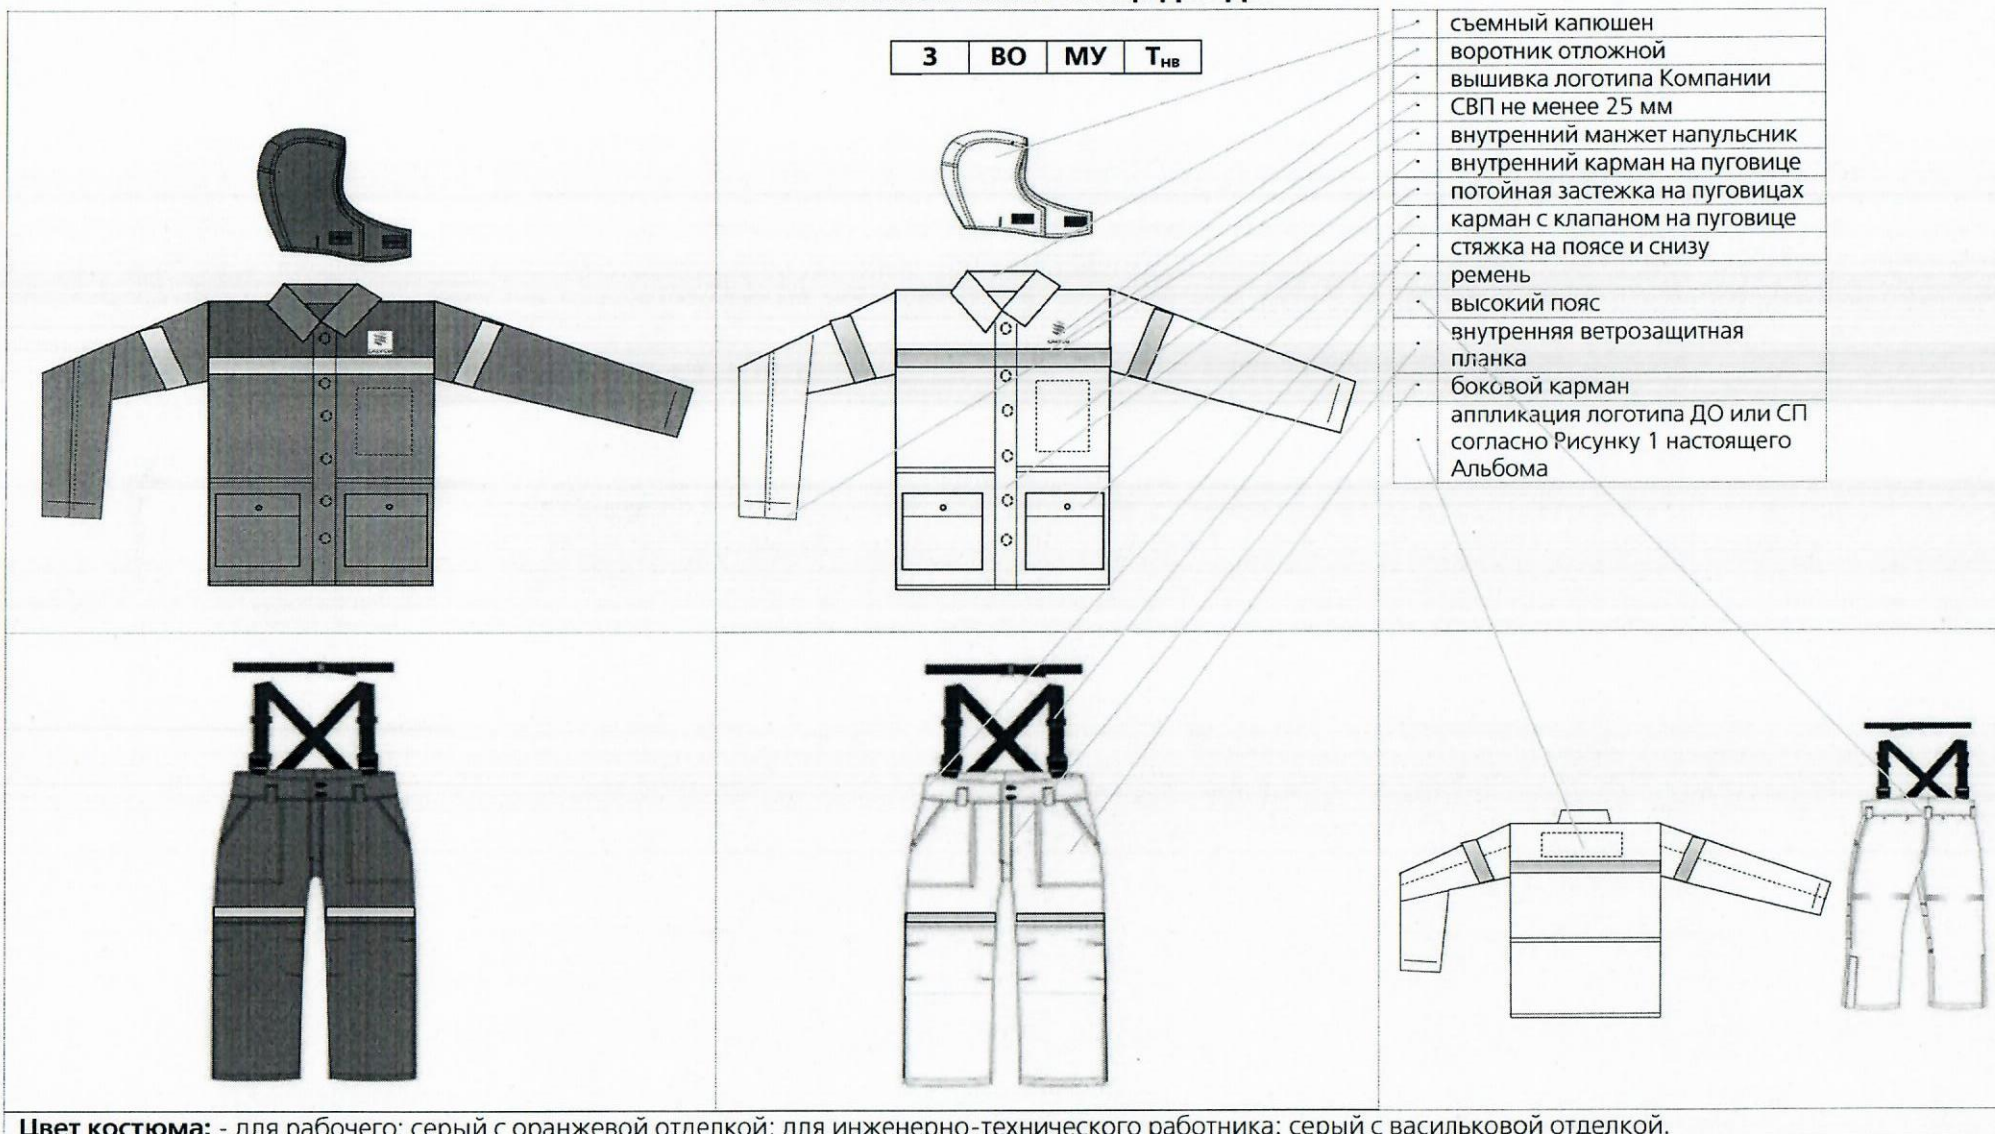 З ВО МУ Тнв
съемный капюшен
воротник отложной
вышивка логотипа Компании
СВП не менее 25 мм
внутренний манжет напульсник
внутренний карман на пуговице
потойная застежка на пуговицах
карман с клапаном на пуговице
стяжка на поясе и снизу
ремень
высокий пояс
внутренняя ветрозащитная
планка
боковой карман
аппликация логотипа ДО или СП
согласно Рисунку 1 настоящего
Альбома
Цвет костюма: - для рабочего: серый с оранжевой отделкой; для инженерно-технического работника: серый с васильковой отделкой.